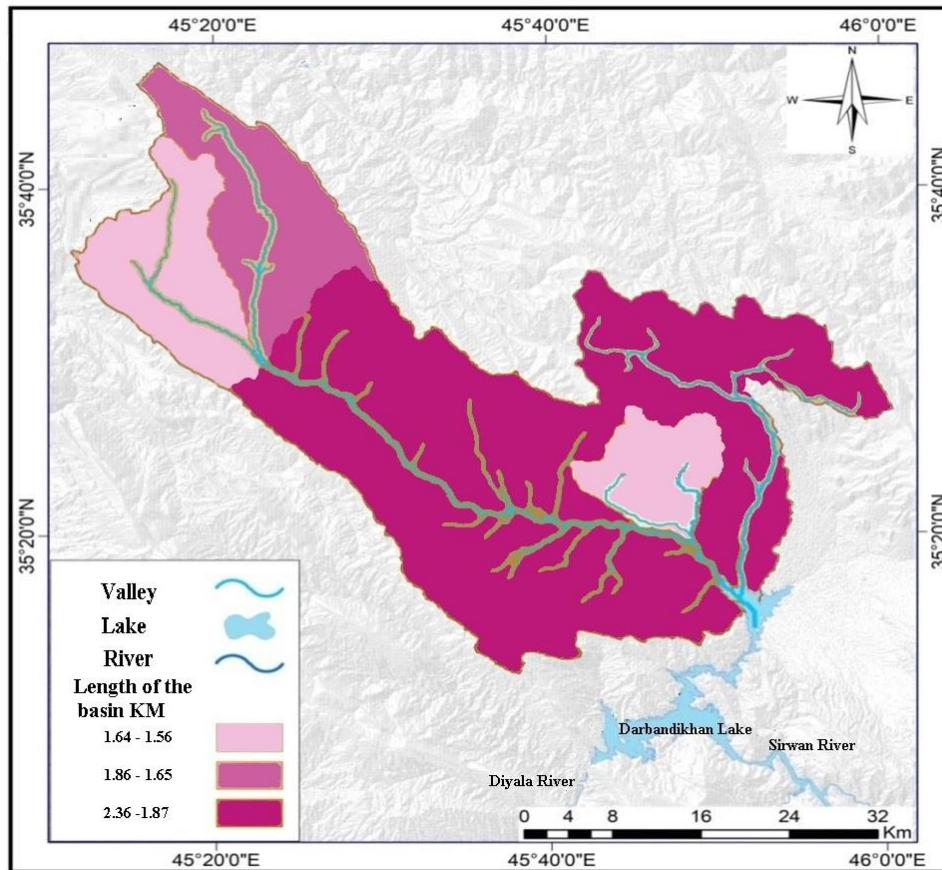 45°20'0"E
45°40'0"E
46°0'0"E
N
W
E
S
35°40'0"N
35°40'0"N
35°20'0"N
35°20'0"N
Valley
Lake
River
Length of the
basin KM
1.64 - 1.56
1.86 - 1.65
2.36 -1.87
Darbandikhan Lake
Sirwan River
Diyala River
0 4 8 16 24 32
Km
45°20'0"E
45°40'0"E
46°0'0"E